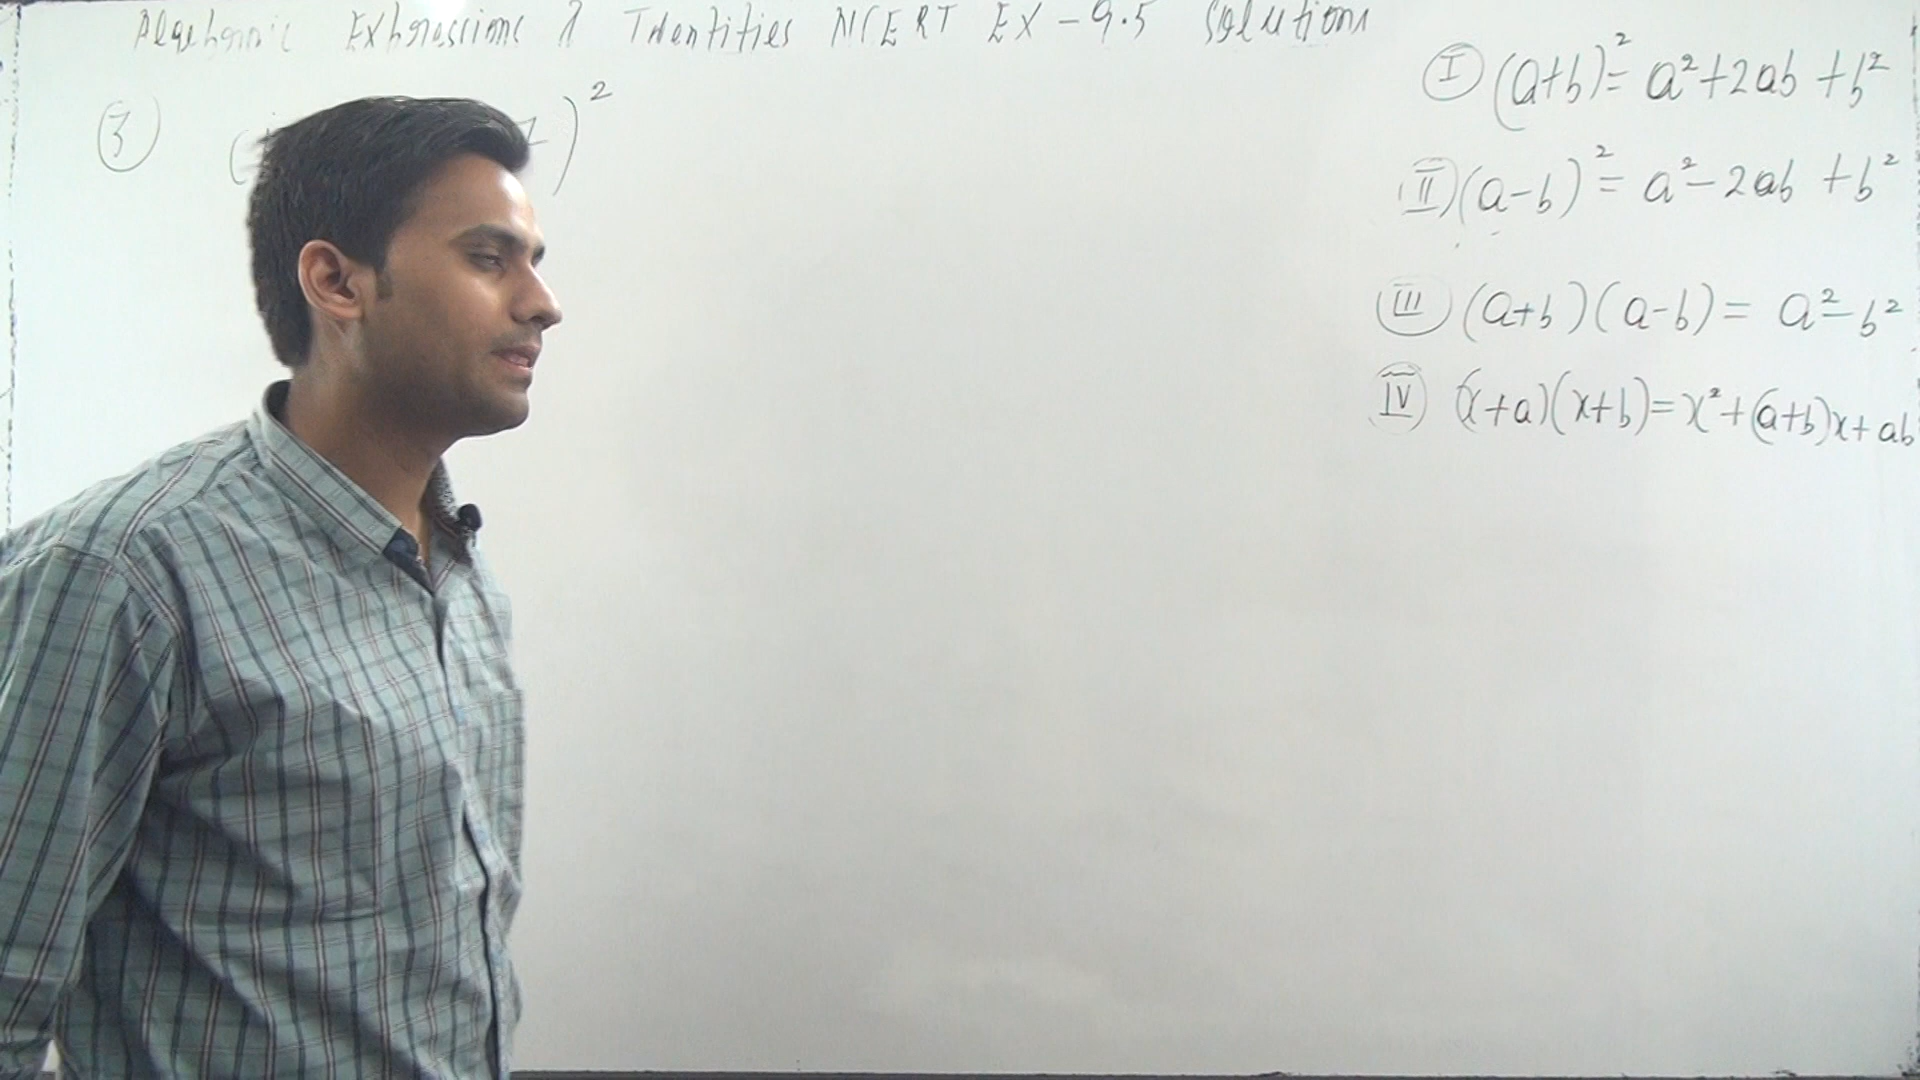 Algebraic Expressions & Identities NCERT EX - 9.5 Solutions
3 ( )²
I (a+b)² = a² + 2ab + b²
II (a-b)² = a² - 2ab + b²
III (a+b)(a-b) = a² - b²
IV (x+a)(x+b) = x² + (a+b)x + ab